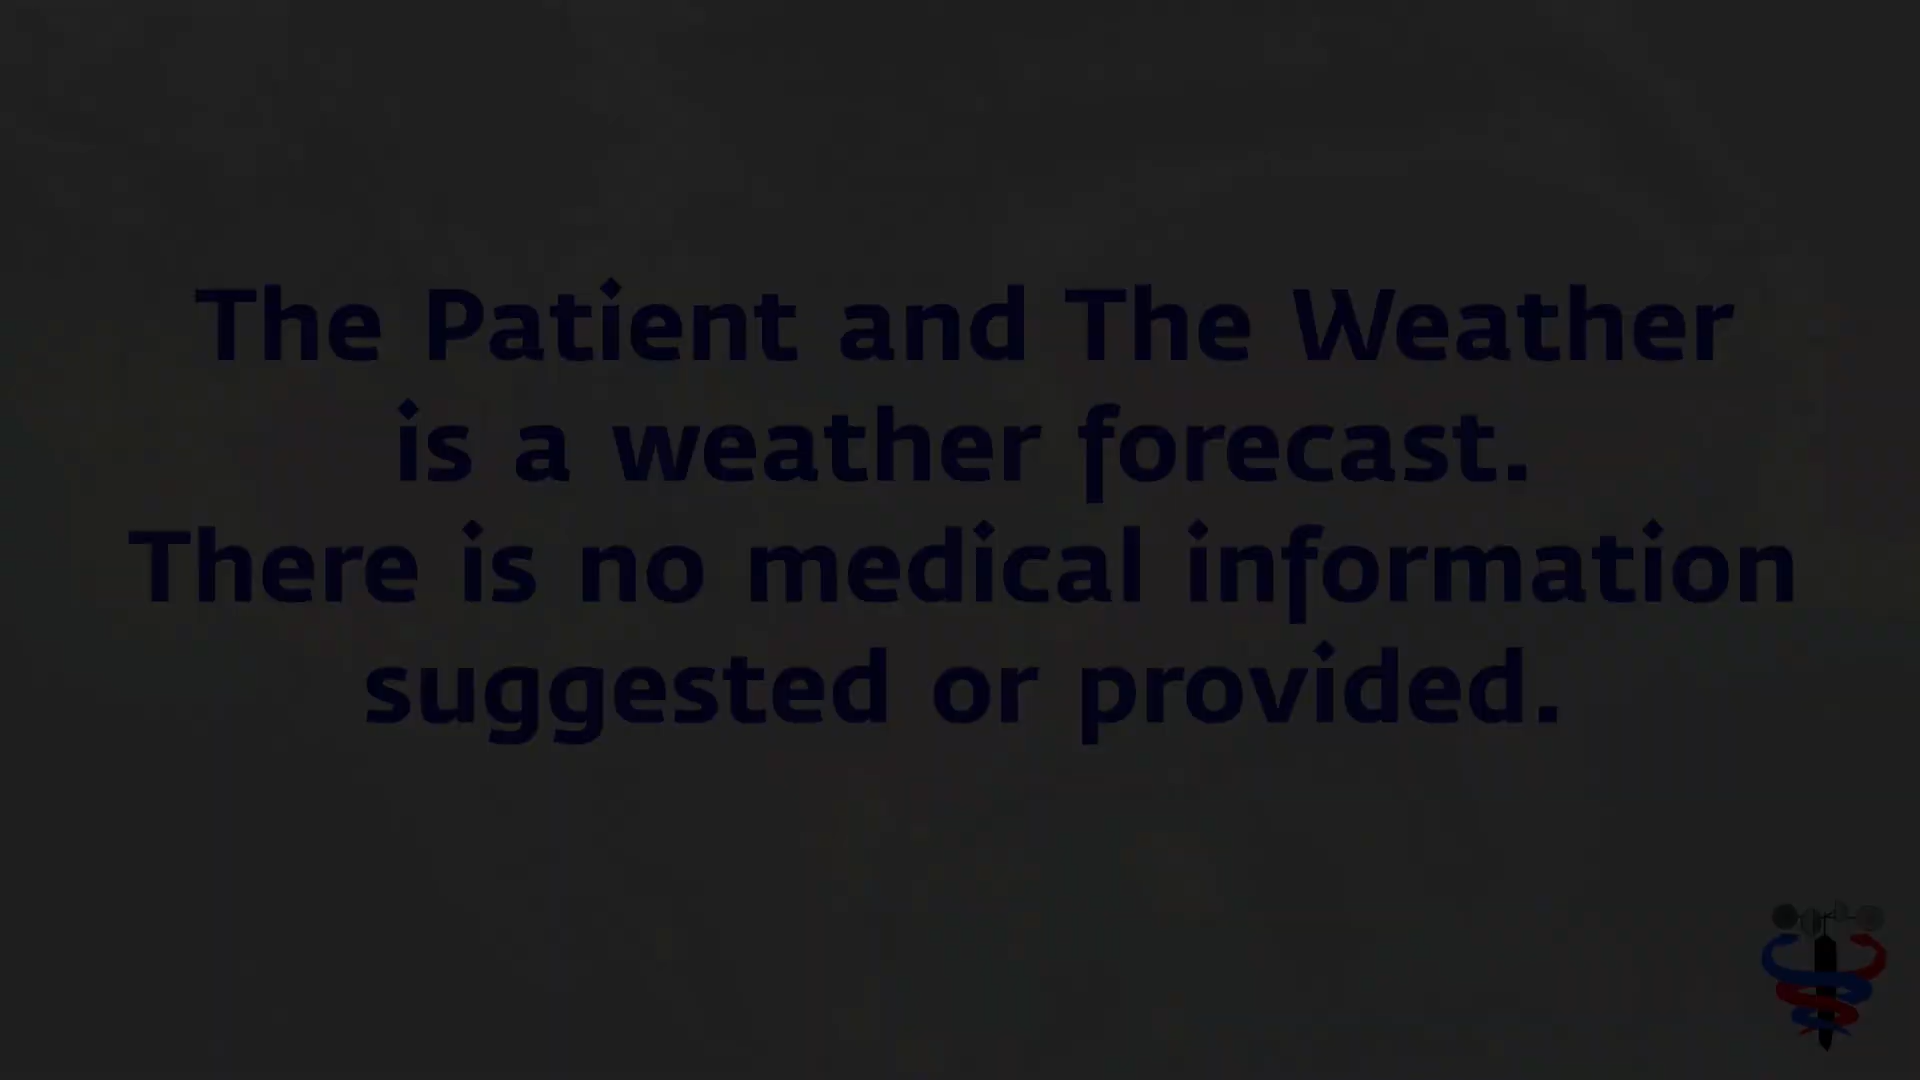 The Patient and The Weather
is a weather forecast.
There is no medical information
suggested or provided.